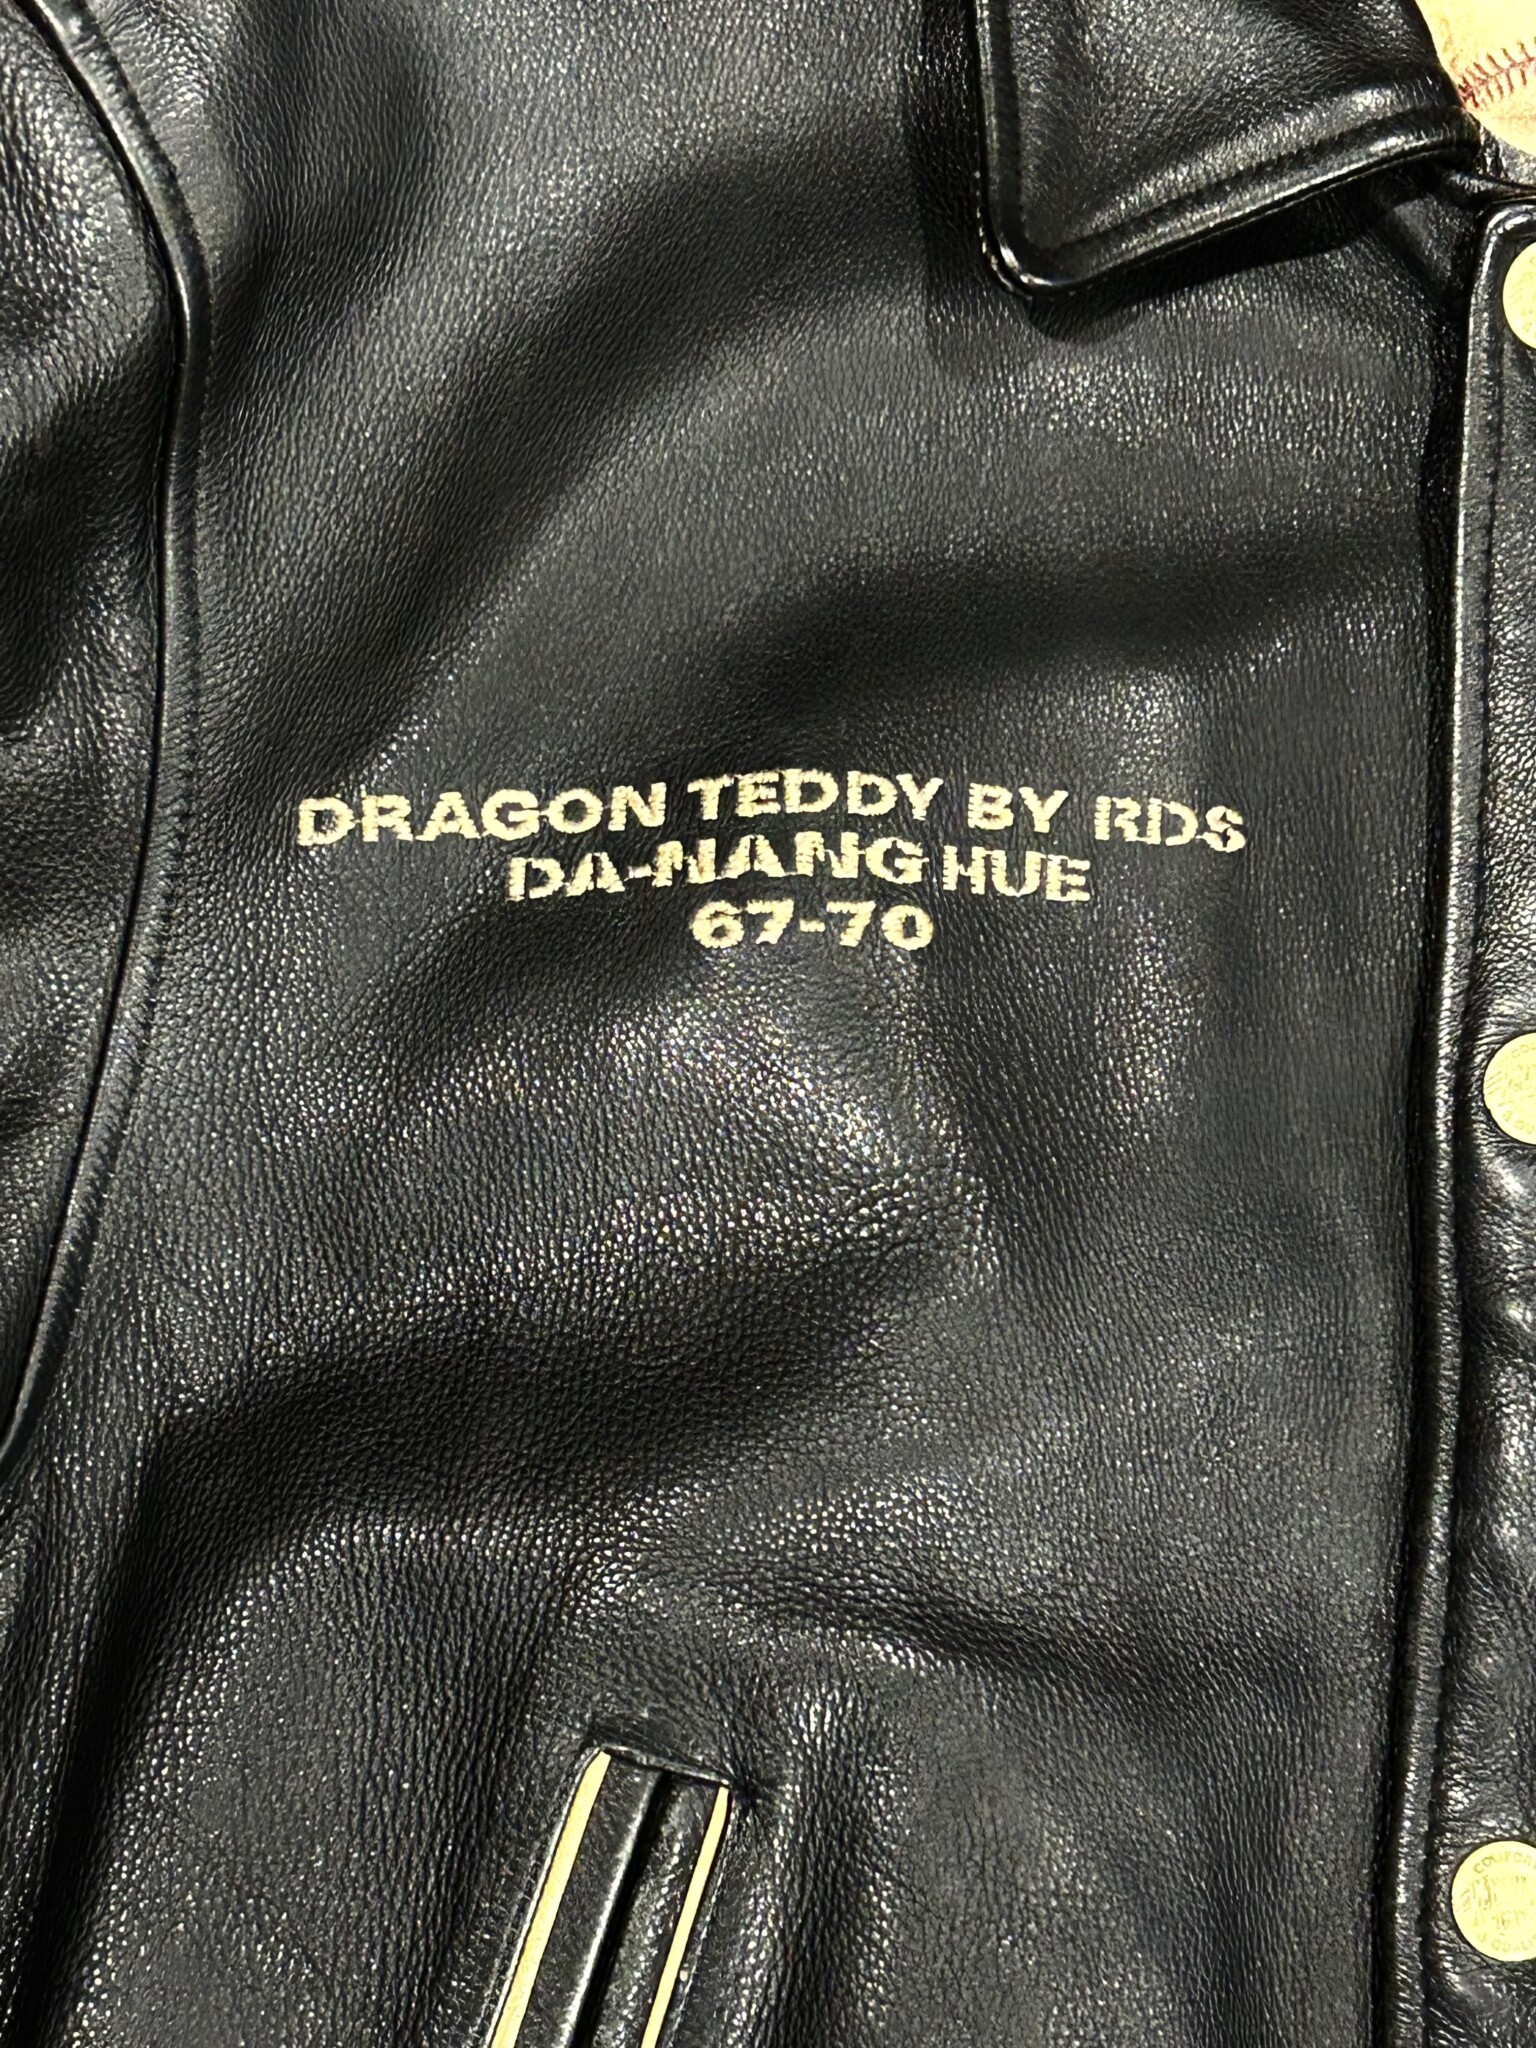 DRAGON TEDDY BY RDS
DA-NANG HUE
67-70